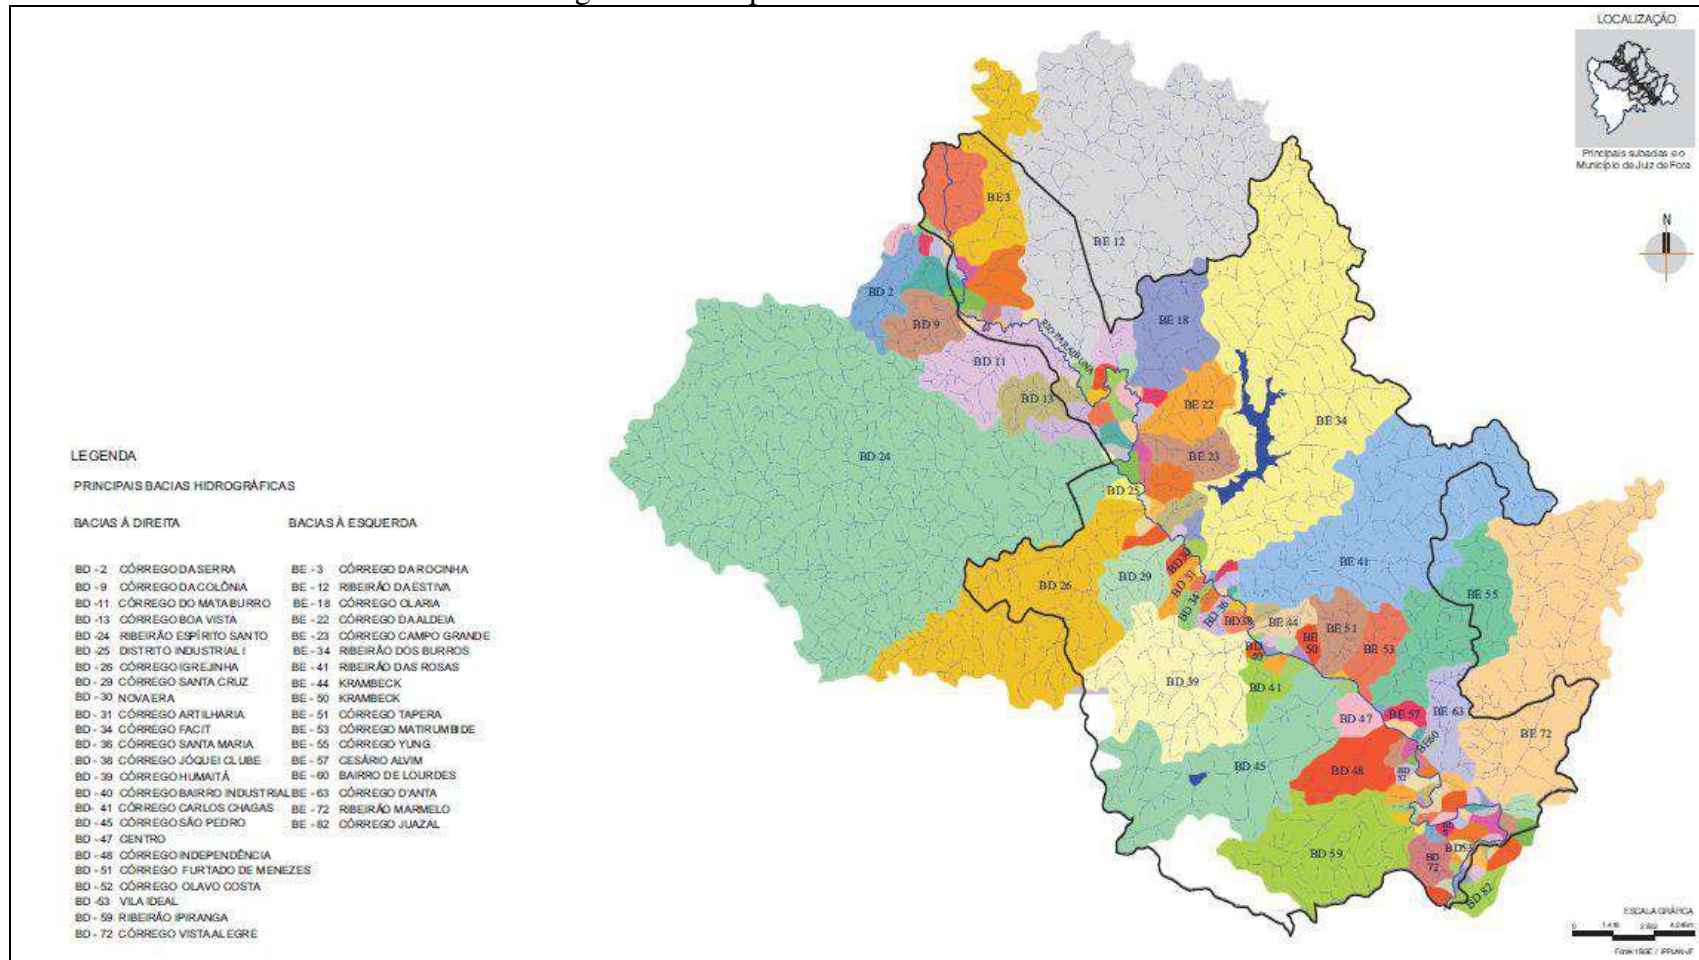 LOCALIZAÇÃO
Principais subacias e o
Município de Juiz de Fora
N
BE 3
BE 12
BD 2
BD 9
BE 18
RIO PARAIBUNA
BD 11
BD 13
BE 22
BE 34
BD 24
BE 23
BD 25
BE 41
BD 26
BD 29
BD 30
BD 31
BD 34
BD 36
BD 38
BE 44
BE 50
BE 51
BE 53
BE 55
BD 40
BD 39
BD 41
BD 47
BE 57
BE 63
BE 60
BE 72
BD 45
BD 48
BD 52
BD 59
BD 53
BD 72
BD 82
LEGENDA
PRINCIPAIS BACIAS HIDROGRÁFICAS
BACIAS À DIREITA
BD - 2 CÓRREGO DA SERRA
BD - 9 CÓRREGO DA COLÔNIA
BD -11 CÓRREGO DO MATA BURRO
BD -13 CÓRREGO BOA VISTA
BD -24 RIBEIRÃO ESPÍRITO SANTO
BD -25 DISTRITO INDUSTRIAL I
BD - 26 CÓRREGO IGREJINHA
BD - 29 CÓRREGO SANTA CRUZ
BD - 30 NOVA ERA
BD - 31 CÓRREGO ARTILHARIA
BD - 34 CÓRREGO FACIT
BD - 36 CÓRREGO SANTA MARIA
BD - 38 CÓRREGO JÓQUEI CLUBE
BD - 39 CÓRREGO HUMAITÁ
BD - 40 CÓRREGO BAIRRO INDUSTRIAL
BD- 41 CÓRREGO CARLOS CHAGAS
BD - 45 CÓRREGO SÃO PEDRO
BD - 47 CENTRO
BD - 48 CÓRREGO INDEPENDÊNCIA
BD - 51 CÓRREGO FURTADO DE MENEZES
BD - 52 CÓRREGO OLAVO COSTA
BD -53 VILA IDEAL
BD - 59 RIBEIRÃO IPIRANGA
BD - 72 CÓRREGO VISTA ALEGRE
BACIAS À ESQUERDA
BE - 3 CÓRREGO DA ROCINHA
BE - 12 RIBEIRÃO DA ESTIVA
BE - 18 CÓRREGO OLARIA
BE - 22 CÓRREGO DA ALDEIA
BE - 23 CÓRREGO CAMPO GRANDE
BE - 34 RIBEIRÃO DOS BURROS
BE - 41 RIBEIRÃO DAS ROSAS
BE - 44 KRAMBECK
BE - 50 KRAMBECK
BE - 51 CÓRREGO TAPERA
BE - 53 CÓRREGO MATIRUMBIDE
BE - 55 CÓRREGO YUNG
BE - 57 CESÁRIO ALVIM
BE - 60 BAIRRO DE LOURDES
BE - 63 CÓRREGO D'ANTA
BE - 72 RIBEIRÃO MARMELO
BE - 82 CÓRREGO JUAZAL
ESCALA GRÁFICA
0
Fonte: IBGE / IPPLAN-JF